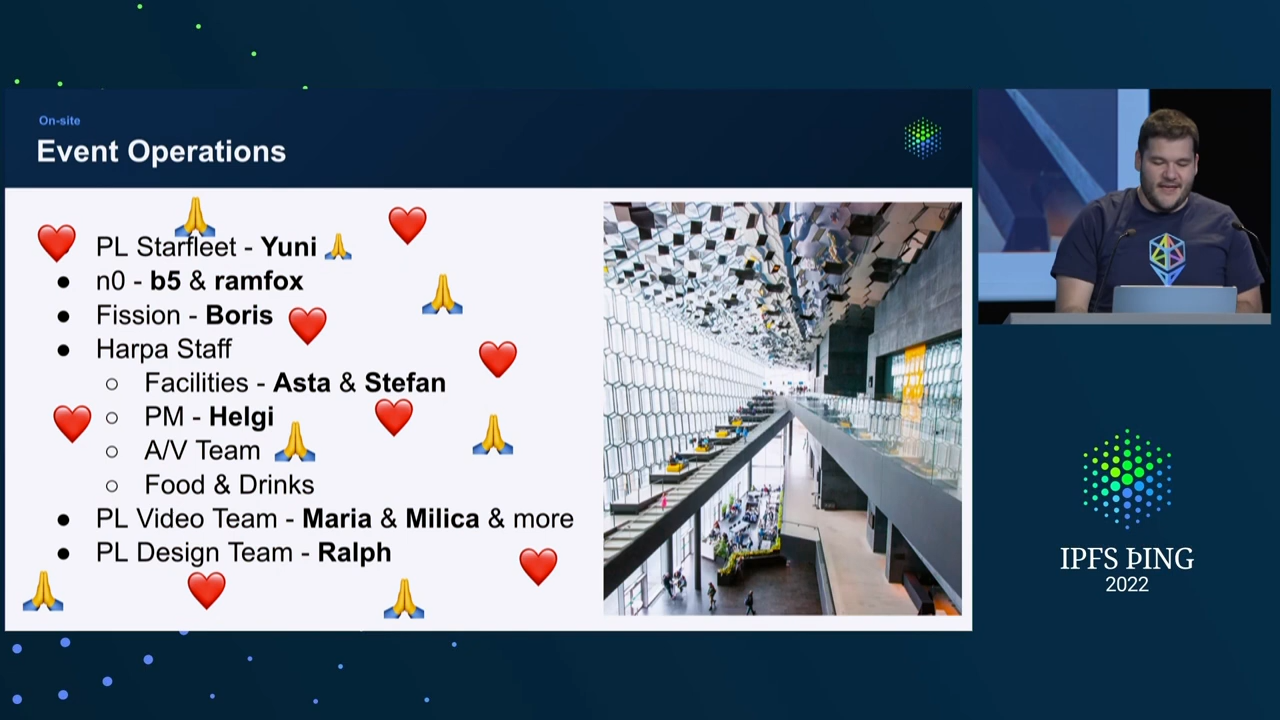 On-site
Event Operations
PL Starfleet - Yuni
● n0 - b5 & ramfox
● Fission - Boris
● Harpa Staff
○ Facilities - Asta & Stefan
○ PM - Helgi
○ A/V Team
○ Food & Drinks
● PL Video Team - Maria & Milica & more
● PL Design Team - Ralph
IPFS ÞING
2022